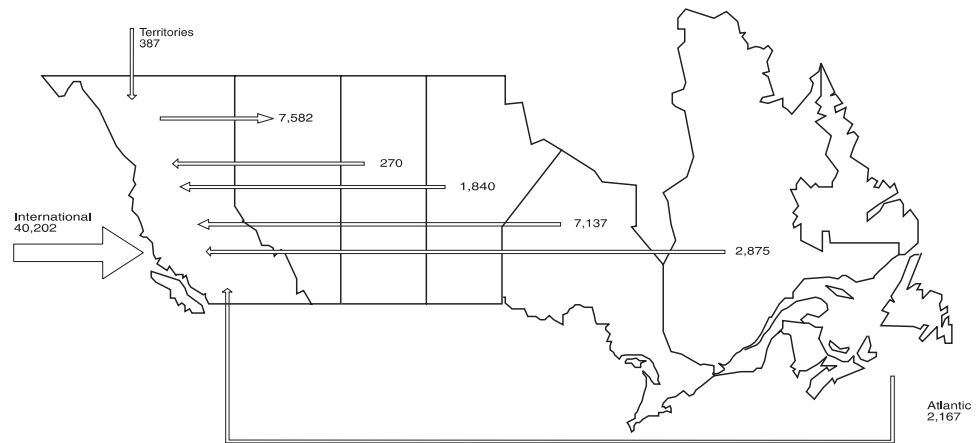 Territories
387
7,582
270
1,840
7,137
International
40,202
2,875
Atlantic
2,167